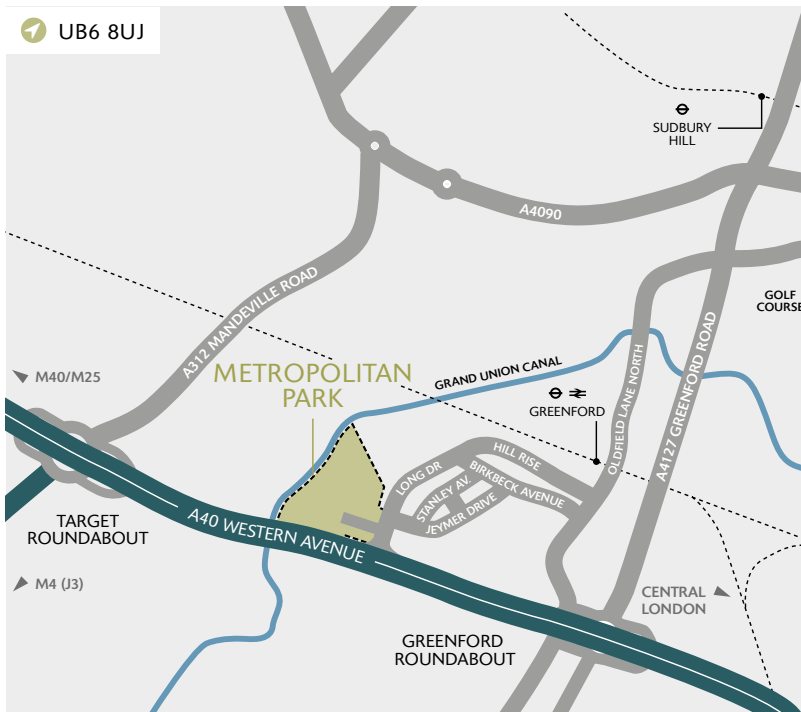 UB6 8UJ
SUDBURY
HILL
A4090
GOLF
COURSE
A312 MANDEVILLE ROAD
M40/M25
METROPOLITAN
PARK
GRAND UNION CANAL
GREENFORD
OLDFIELD LANE NORTH
A4127 GREENFORD ROAD
LONG DR
HILL RISE
STANLEY AV.
BIRKBECK AVENUE
JEYMER DRIVE
TARGET
ROUNDABOUT
A40 WESTERN AVENUE
M4 (J3)
CENTRAL
LONDON
GREENFORD
ROUNDABOUT